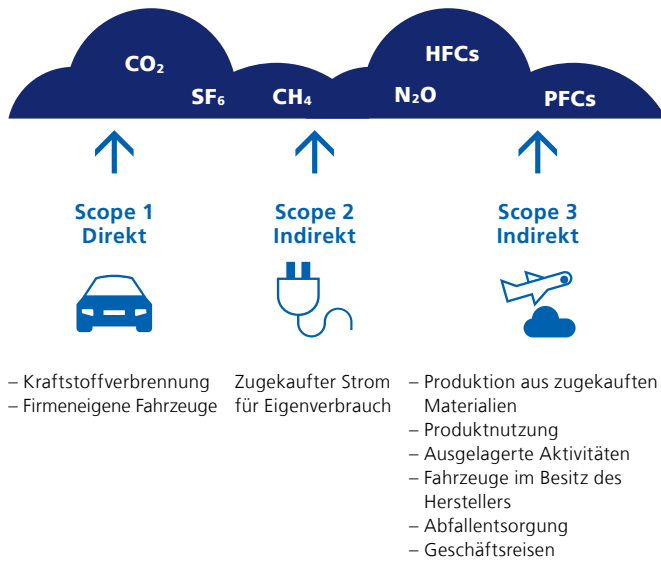 CO₂
HFCs
SF₆
CH₄
N₂O
PFCs
Scope 1
Direkt
Scope 2
Indirekt
Scope 3
Indirekt
– Kraftstoffverbrennung
– Firmeneigene Fahrzeuge
Zugekaufter Strom
für Eigenverbrauch
– Produktion aus zugekauften
Materialien
– Produktnutzung
– Ausgelagerte Aktivitäten
– Fahrzeuge im Besitz des
Herstellers
– Abfallentsorgung
– Geschäftsreisen